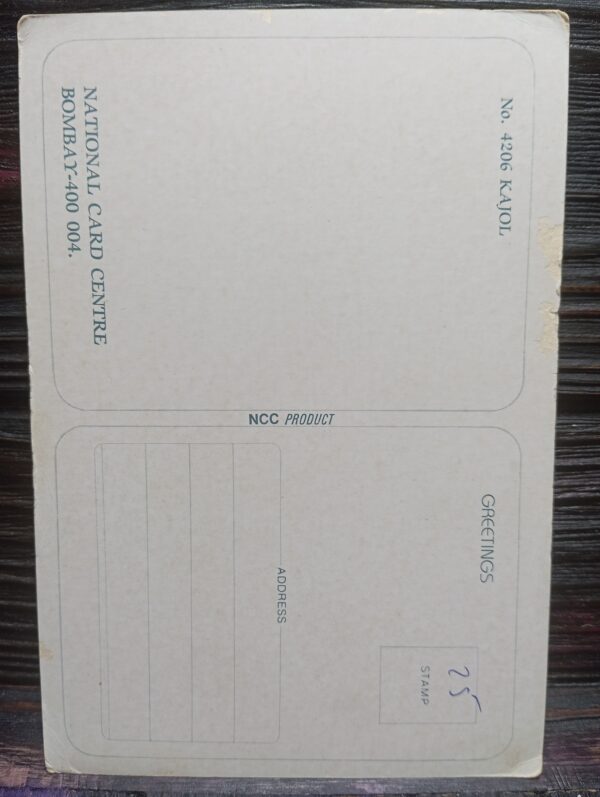 No. 4206 KAJOL
NATIONAL CARD CENTRE
BOMBAY-400 004.
NCC PRODUCT
GREETINGS
25
STAMP
ADDRESS